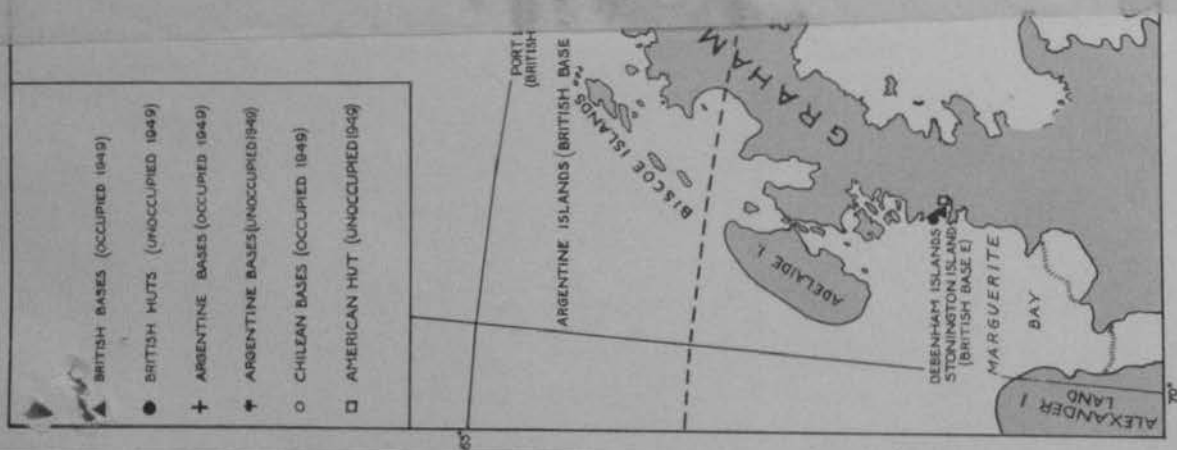 BRITISH BASES (OCCUPIED 1949)
BRITISH HUTS (UNOCCUPIED 1949)
ARGENTINE BASES (OCCUPIED 1949)
ARGENTINE BASES (UNOCCUPIED 1949)
CHILEAN BASES (OCCUPIED 1949)
AMERICAN HUT (UNOCCUPIED 1949)
65°
PORT
(BRITISH
ARGENTINE ISLANDS (BRITISH BASE
BISCOE ISLANDS
GRAHAM
ADELAIDE I.
DEBENHAM ISLANDS
STONINGTON ISLAND
(BRITISH BASE E)
MARGUERITE
BAY
ALEXANDER I
LAND
70°